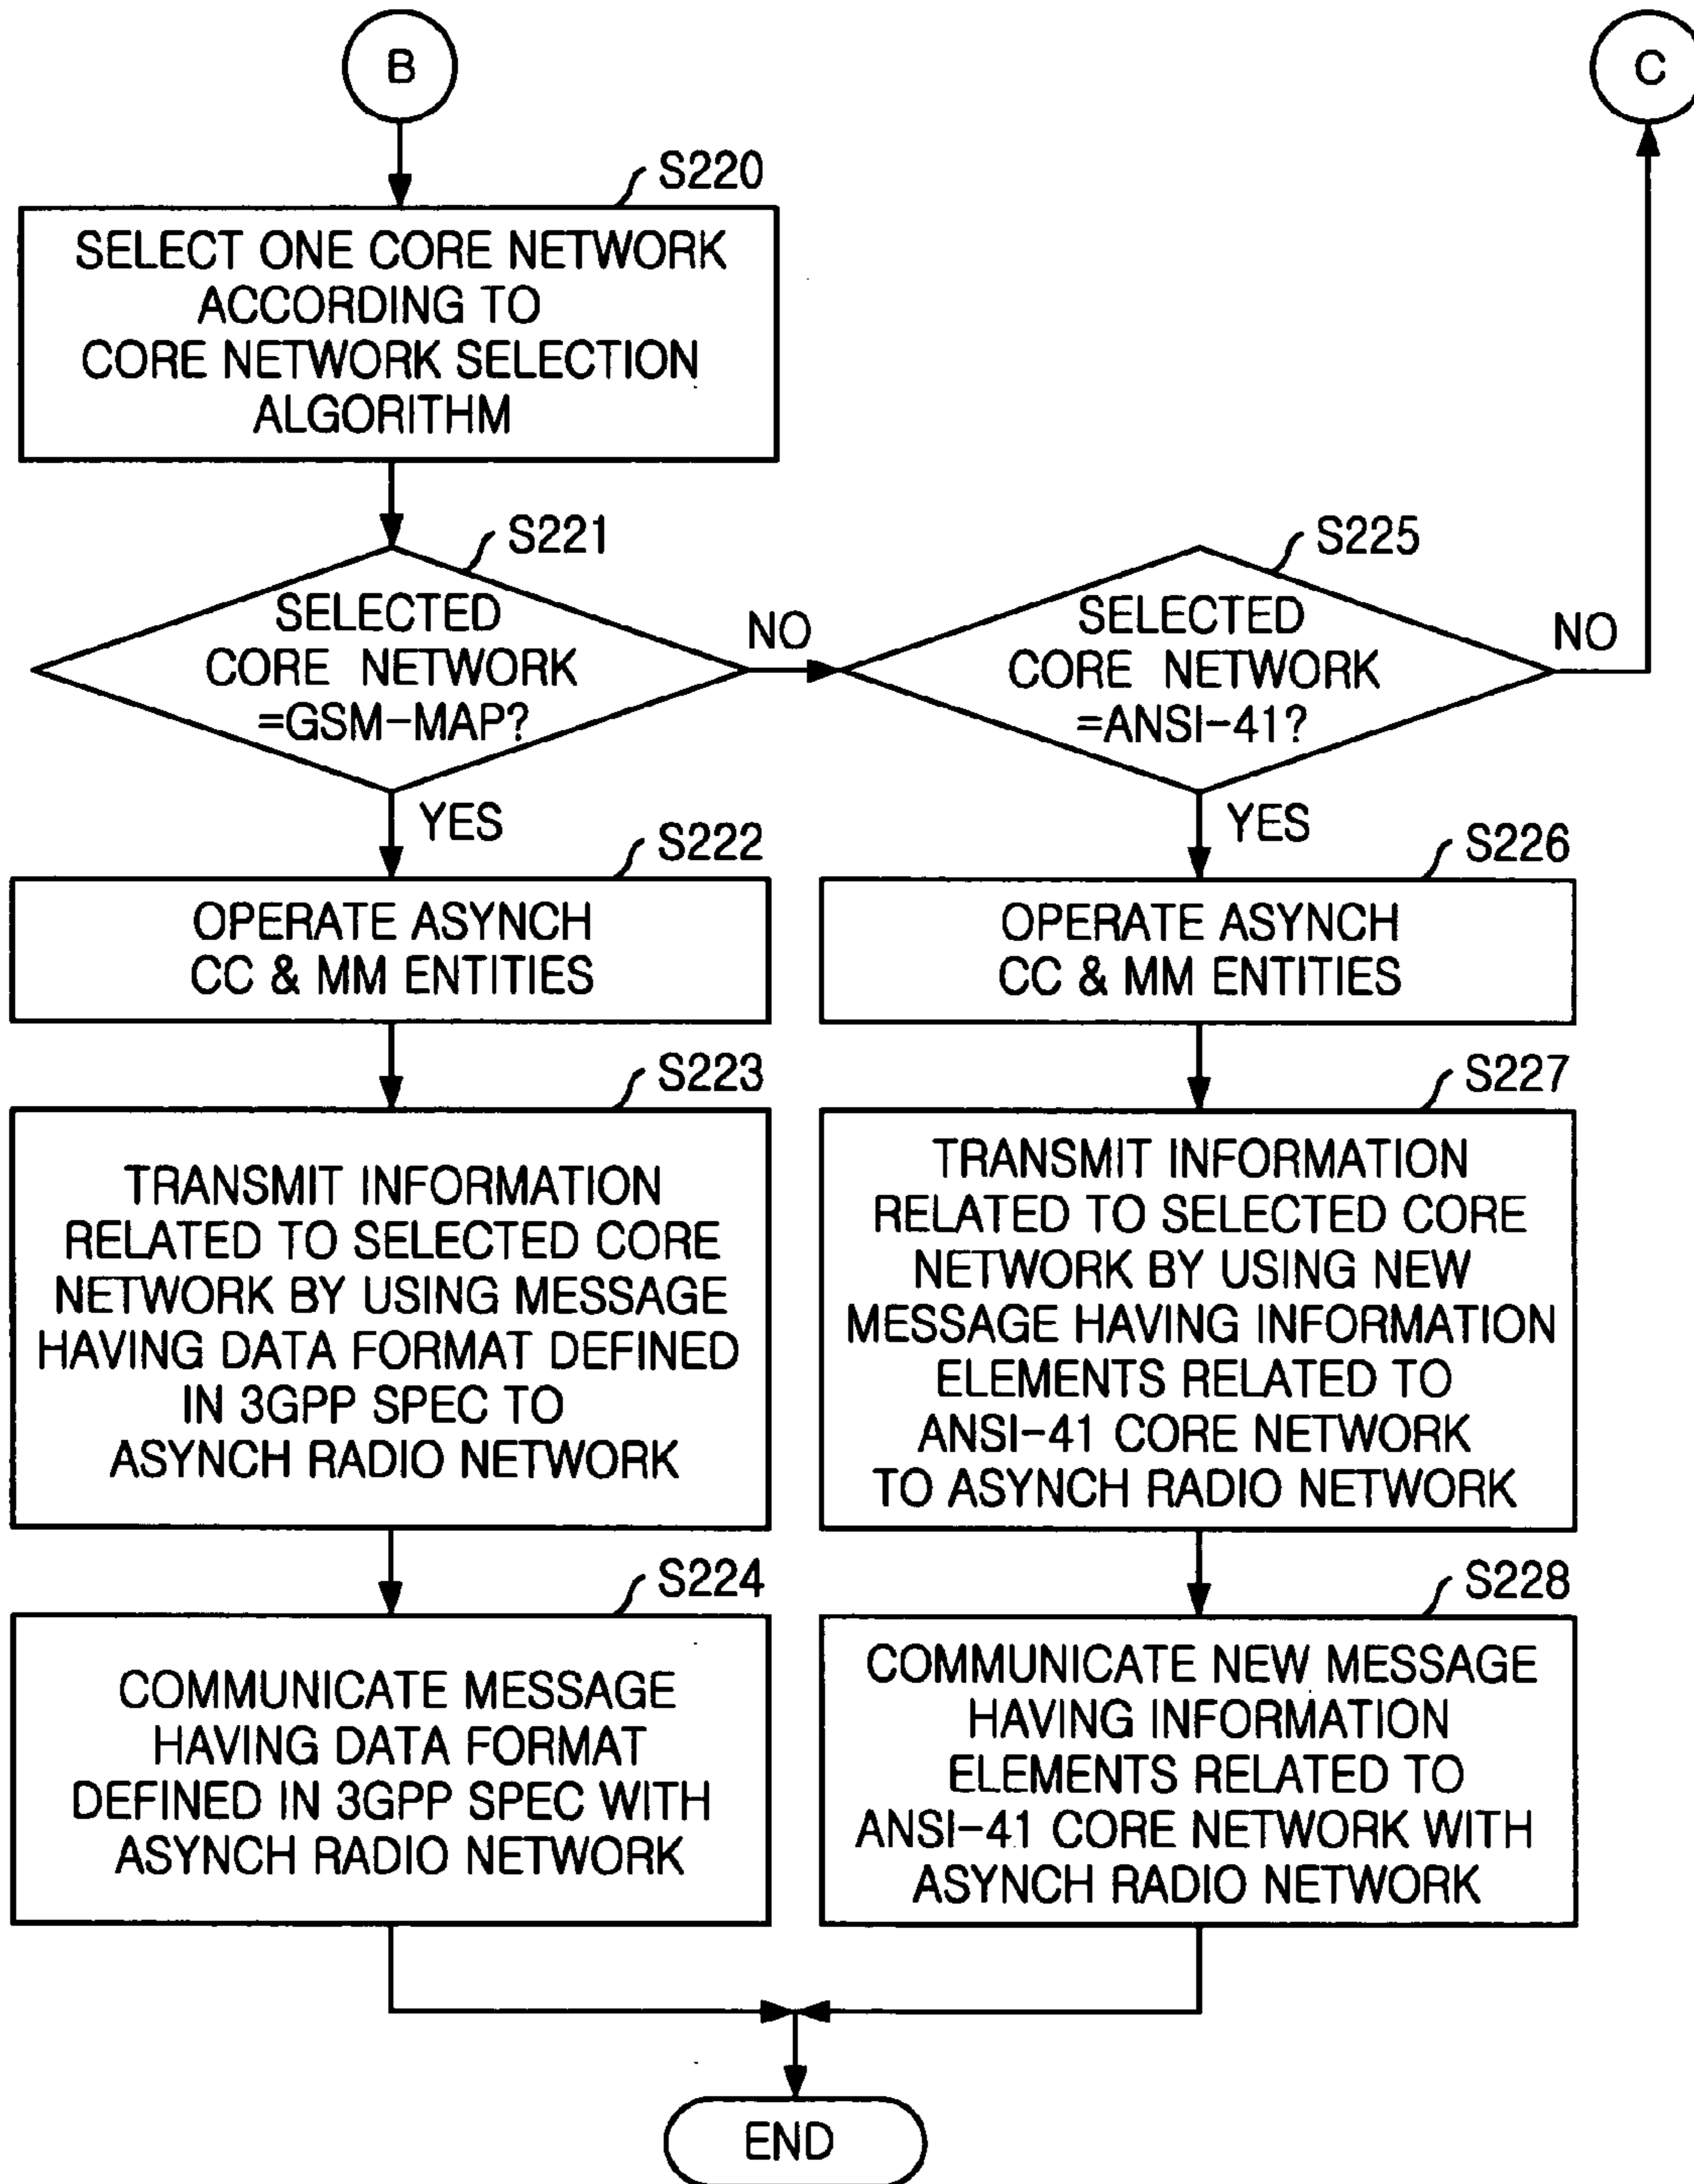 B
C
S220
SELECT ONE CORE NETWORK
ACCORDING TO
CORE NETWORK SELECTION
ALGORITHM
S221
SELECTED
CORE NETWORK
=GSM-MAP?
NO
S225
SELECTED
CORE NETWORK
=ANSI-41?
NO
YES
YES
S222
OPERATE ASYNCH
CC & MM ENTITIES
S226
OPERATE ASYNCH
CC & MM ENTITIES
S223
TRANSMIT INFORMATION
RELATED TO SELECTED CORE
NETWORK BY USING MESSAGE
HAVING DATA FORMAT DEFINED
IN 3GPP SPEC TO
ASYNCH RADIO NETWORK
S227
TRANSMIT INFORMATION
RELATED TO SELECTED CORE
NETWORK BY USING NEW
MESSAGE HAVING INFORMATION
ELEMENTS RELATED TO
ANSI-41 CORE NETWORK
TO ASYNCH RADIO NETWORK
S224
COMMUNICATE MESSAGE
HAVING DATA FORMAT
DEFINED IN 3GPP SPEC WITH
ASYNCH RADIO NETWORK
S228
COMMUNICATE NEW MESSAGE
HAVING INFORMATION
ELEMENTS RELATED TO
ANSI-41 CORE NETWORK WITH
ASYNCH RADIO NETWORK
END